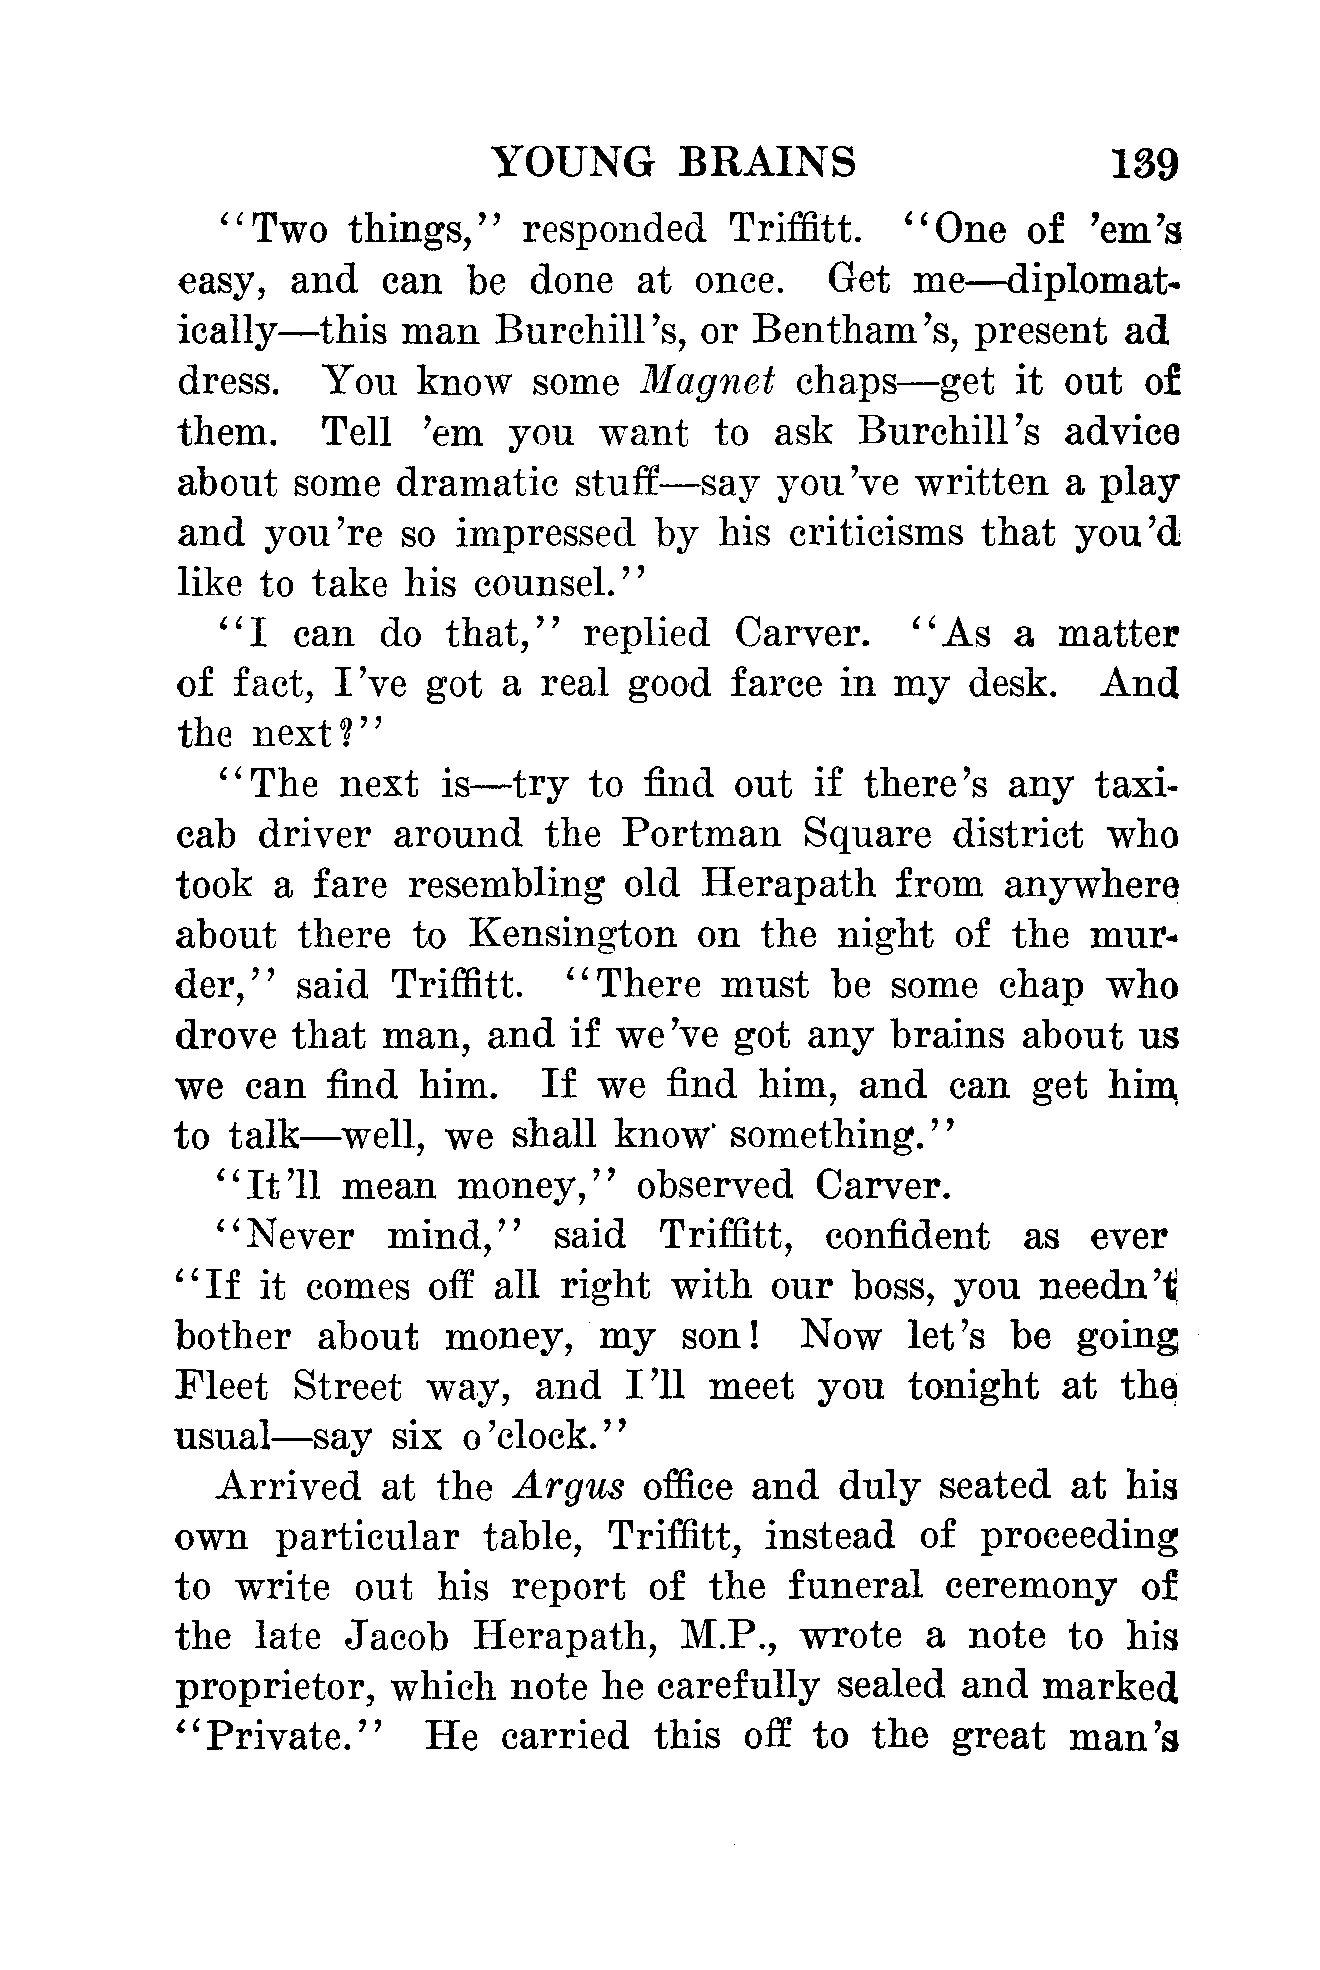 YOUNG BRAINS 139
"Two things," responded Triffitt. "One of 'em's
easy, and can be done at once. Get me—diplomat-
ically—this man Burchill's, or Bentham's, present ad
dress. You know some Magnet chaps—get it out of
them. Tell 'em you want to ask Burchill's advice
about some dramatic stuff—say you've written a play
and you're so impressed by his criticisms that you'd
like to take his counsel."
"I can do that," replied Carver. "As a matter
of fact, I've got a real good farce in my desk. And
the next?"
"The next is—try to find out if there's any taxi-
cab driver around the Portman Square district who
took a fare resembling old Herapath from anywhere
about there to Kensington on the night of the mur-
der," said Triffitt. "There must be some chap who
drove that man, and if we've got any brains about us
we can find him. If we find him, and can get him
to talk—well, we shall know something."
"It'll mean money," observed Carver.
"Never mind," said Triffitt, confident as ever
"If it comes off all right with our boss, you needn't
bother about money, my son! Now let's be going
Fleet Street way, and I'll meet you tonight at the
usual—say six o'clock."
Arrived at the Argus office and duly seated at his
own particular table, Triffitt, instead of proceeding
to write out his report of the funeral ceremony of
the late Jacob Herapath, M.P., wrote a note to his
proprietor, which note he carefully sealed and marked
"Private." He carried this off to the great man's